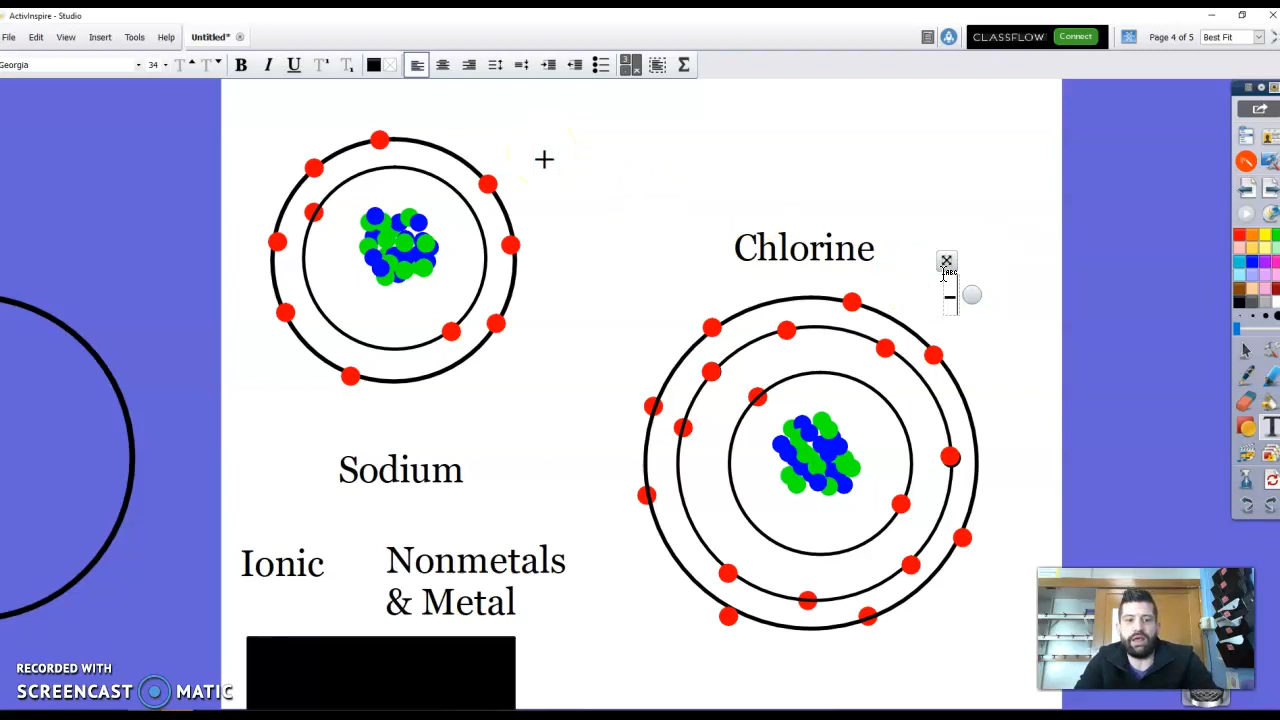 ActivInspire - Studio
File Edit View Insert Tools Help Untitled*
CLASSFLOW Connect Page 4 of 5 Best Fit
Georgia 34 B I U
+
Chlorine
ABC
-
Sodium
Ionic
Nonmetals
& Metal
RECORDED WITH
SCREENCAST MATIC